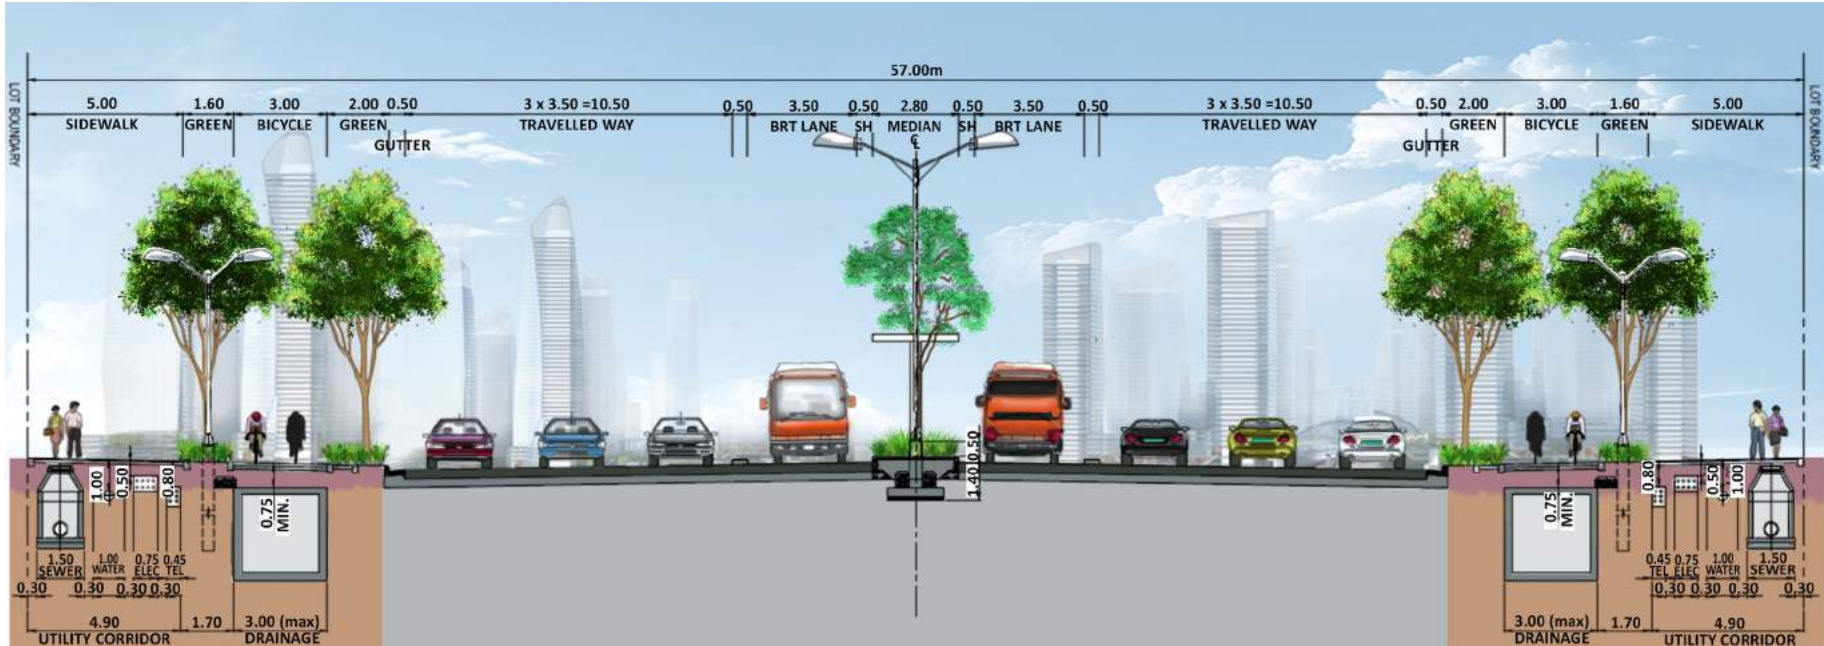 57.00m
LOT BOUNDARY
5.00 1.60 3.00 2.00 0.50 3 x 3.50 =10.50 0.50 3.50 0.50 2.80 0.50 3.50 0.50 3 x 3.50 =10.50 0.50 2.00 3.00 1.60 5.00
LOT BOUNDARY
SIDEWALK GREEN BICYCLE GREEN TRAVELLED WAY BRT LANE SH MEDIAN SH BRT LANE TRAVELLED WAY GREEN BICYCLE GREEN SIDEWALK
GUTTER ℄ GUTTER
1.00 0.50 0.80
0.75 MIN.
0.50
1.40
0.75 MIN.
0.80 0.50 1.00
1.50 1.00 0.75 0.45 0.45 0.75 1.00 1.50
SEWER WATER ELEC TEL TEL ELEC WATER SEWER
0.30 0.30 0.30 0.30 0.30 0.30 0.30 0.30
4.90 1.70 3.00 (max) 3.00 (max) 1.70 4.90
UTILITY CORRIDOR DRAINAGE DRAINAGE UTILITY CORRIDOR